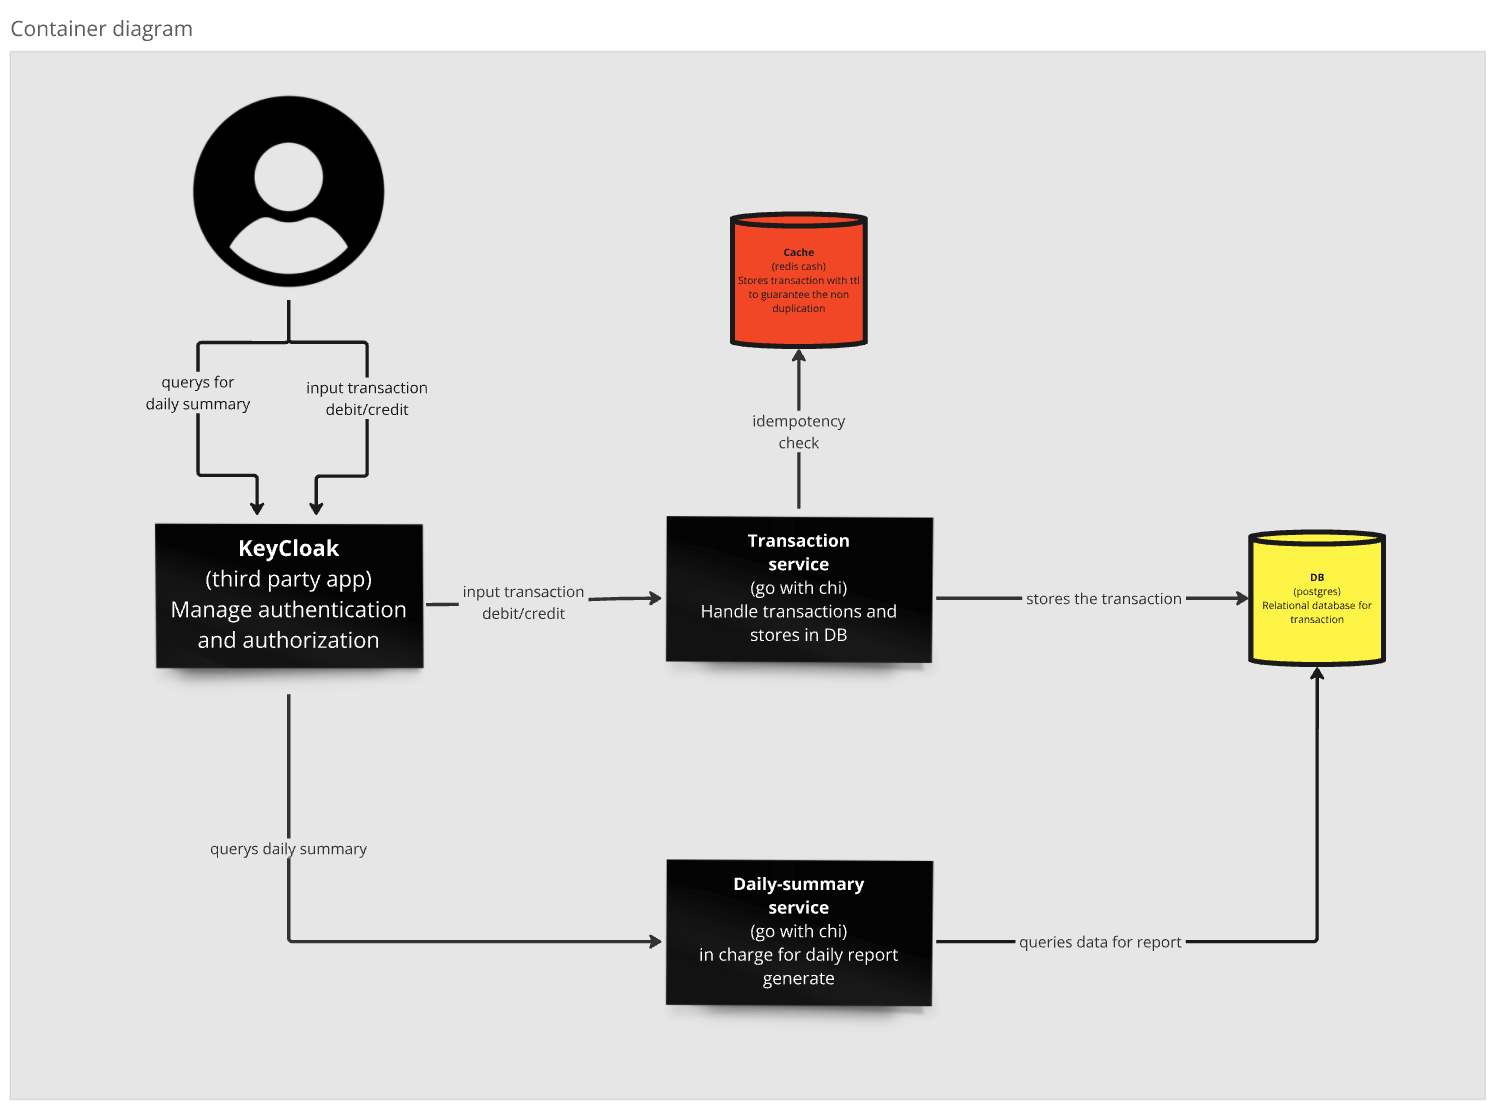 Container diagram
querys for
daily summary
input transaction
debit/credit
Cache
(redis cash)
Stores transaction with ttl
to guarantee the non
duplication
idempotency
check
KeyCloak
(third party app)
Manage authentication
and authorization
input transaction
debit/credit
Transaction
service
(go with chi)
Handle transactions and
stores in DB
stores the transaction
DB
(postgres)
Relational database for
transaction
querys daily summary
Daily-summary
service
(go with chi)
in charge for daily report
generate
queries data for report